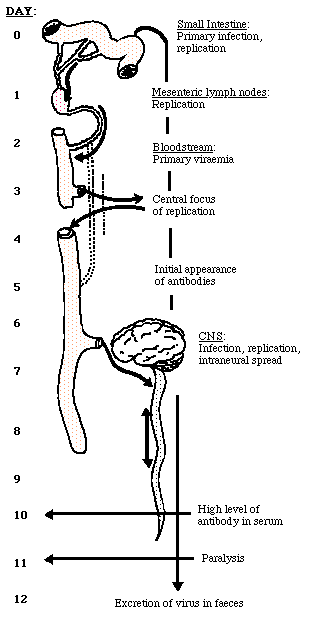 DAY:
0
Small Intestine:
Primary infection,
replication
1
Mesenteric lymph nodes:
Replication
2
Bloodstream:
Primary viraemia
3
Central focus
of replication
4
Initial appearance
of antibodies
5
6
CNS:
Infection, replication,
intraneural spread
7
8
9
10
High level of
antibody in serum
11
Paralysis
12
Excretion of virus in faeces